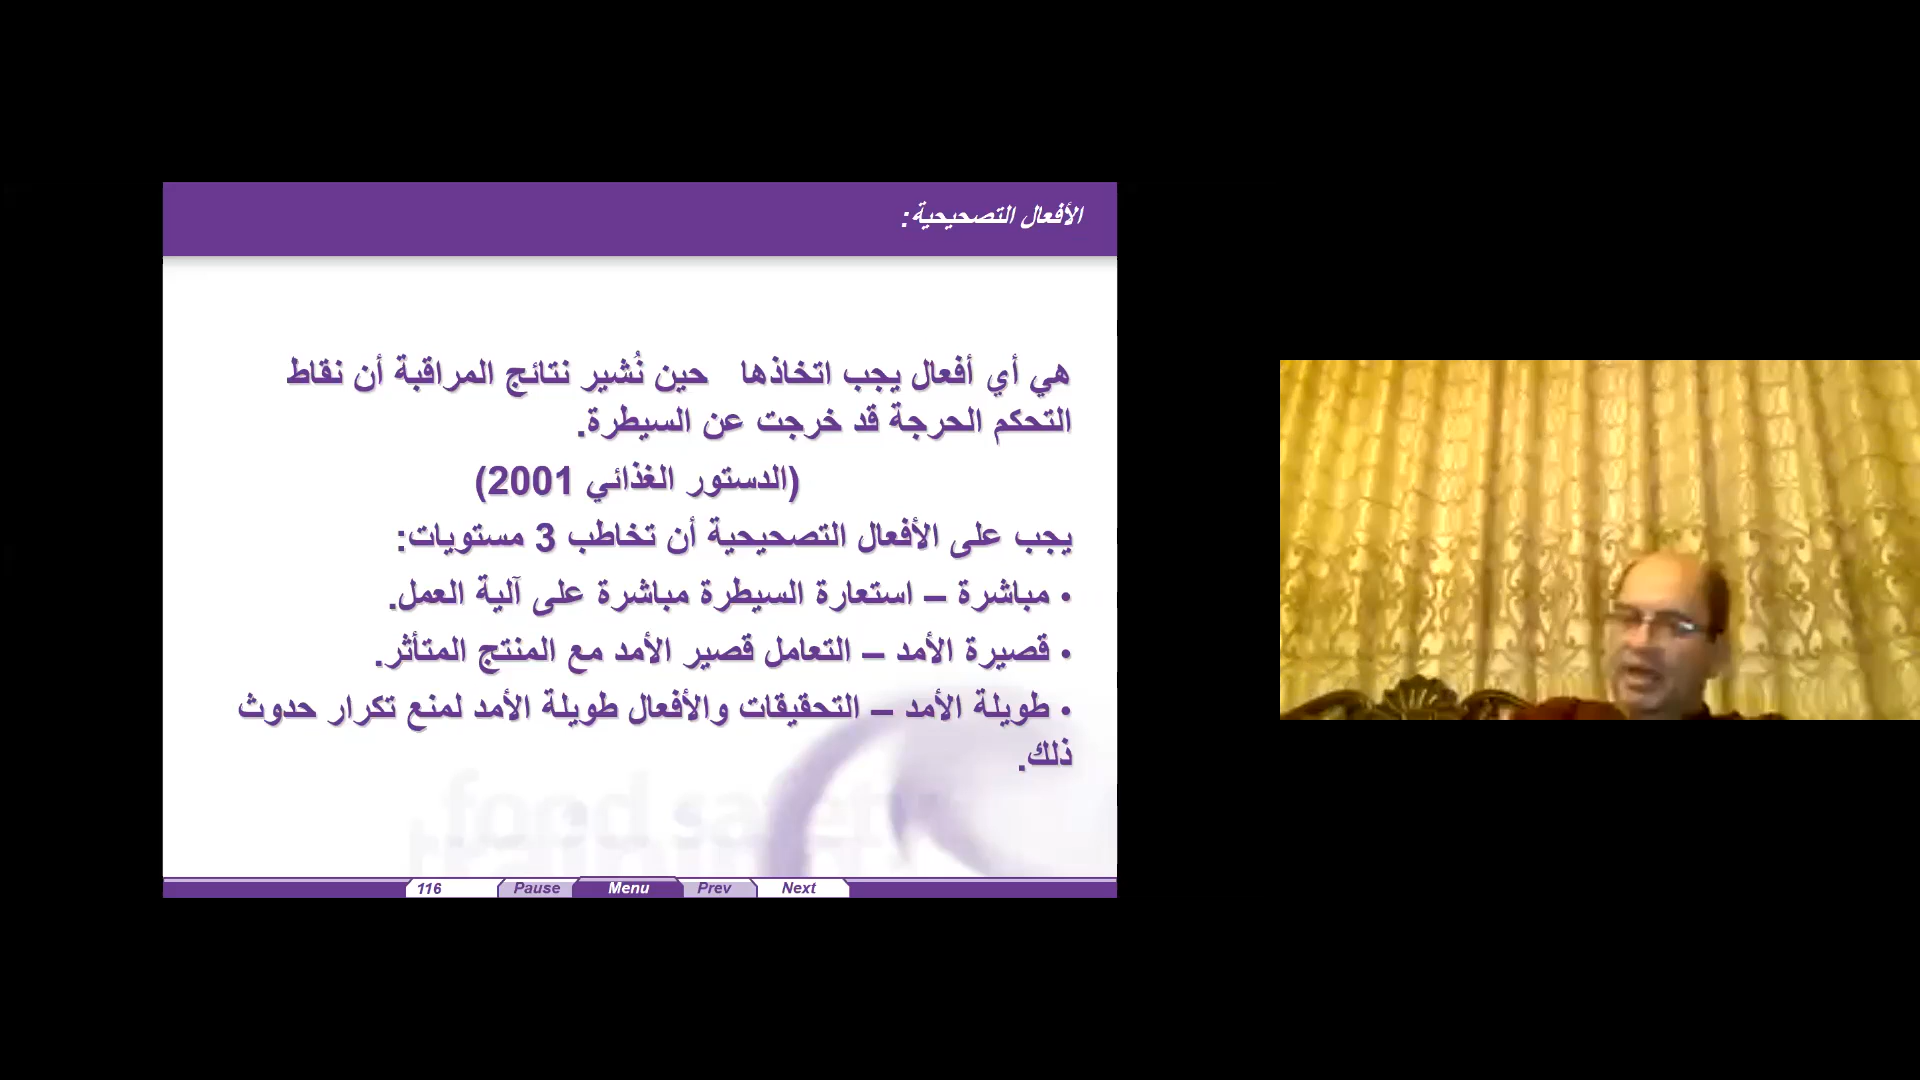 الأفعال التصحيحية:
هي أي أفعال يجب اتخاذها حين نُشير نتائج المراقبة أن نقاط
التحكم الحرجة قد خرجت عن السيطرة.
(الدستور الغذائي 2001)
يجب على الأفعال التصحيحية أن تخاطب 3 مستويات:
• مباشرة – استعارة السيطرة مباشرة على آلية العمل.
• قصيرة الأمد – التعامل قصير الأمد مع المنتج المتأثر.
• طويلة الأمد – التحقيقات والأفعال طويلة الأمد لمنع تكرار حدوث
ذلك.
food safety
training
116 Pause Menu Prev Next